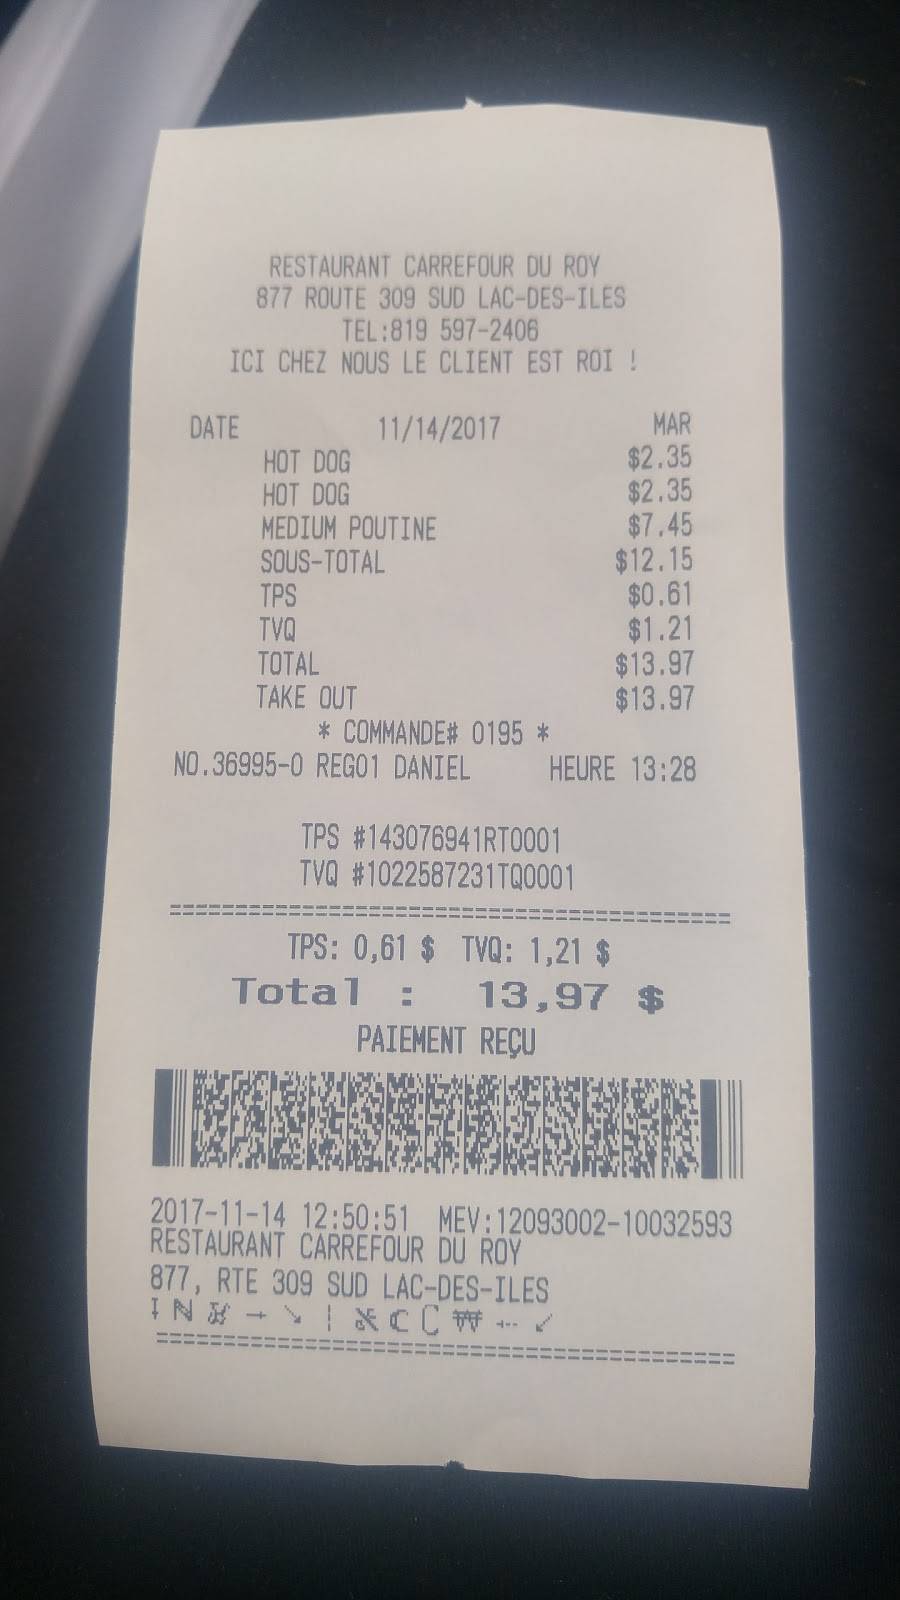 RESTAURANT CARREFOUR DU ROY
877 ROUTE 309 SUD LAC-DES-ILES
TEL:819 597-2406
ICI CHEZ NOUS LE CLIENT EST ROI !
DATE 11/14/2017 MAR
HOT DOG $2.35
HOT DOG $2.35
MEDIUM POUTINE $7.45
SOUS-TOTAL $12.15
TPS $0.61
TVQ $1.21
TOTAL $13.97
TAKE OUT $13.97
* COMMANDE# 0195 *
NO.36995-0 REG01 DANIEL HEURE 13:28
TPS #143076941RT0001
TVQ #1022587231TQ0001
==================================================
TPS: 0,61 $ TVQ: 1,21 $
Total : 13,97 $
PAIEMENT REÇU
2017-11-14 12:50:51 MEV:12093002-10032593
RESTAURANT CARREFOUR DU ROY
877, RTE 309 SUD LAC-DES-ILES
==================================================